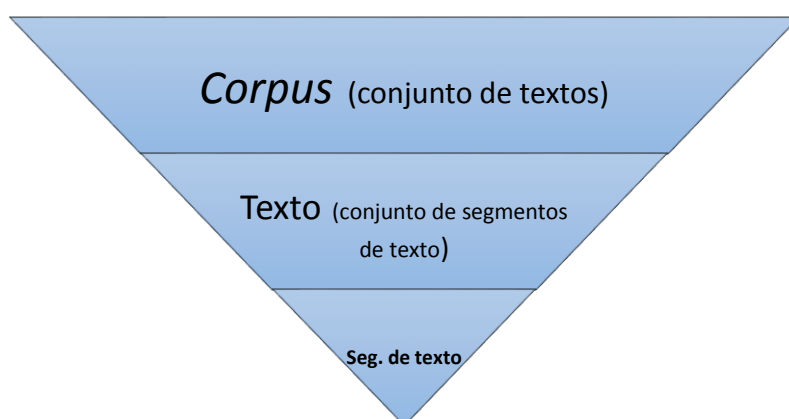 Corpus (conjunto de textos)
Texto (conjunto de segmentos
de texto)
Seg. de texto